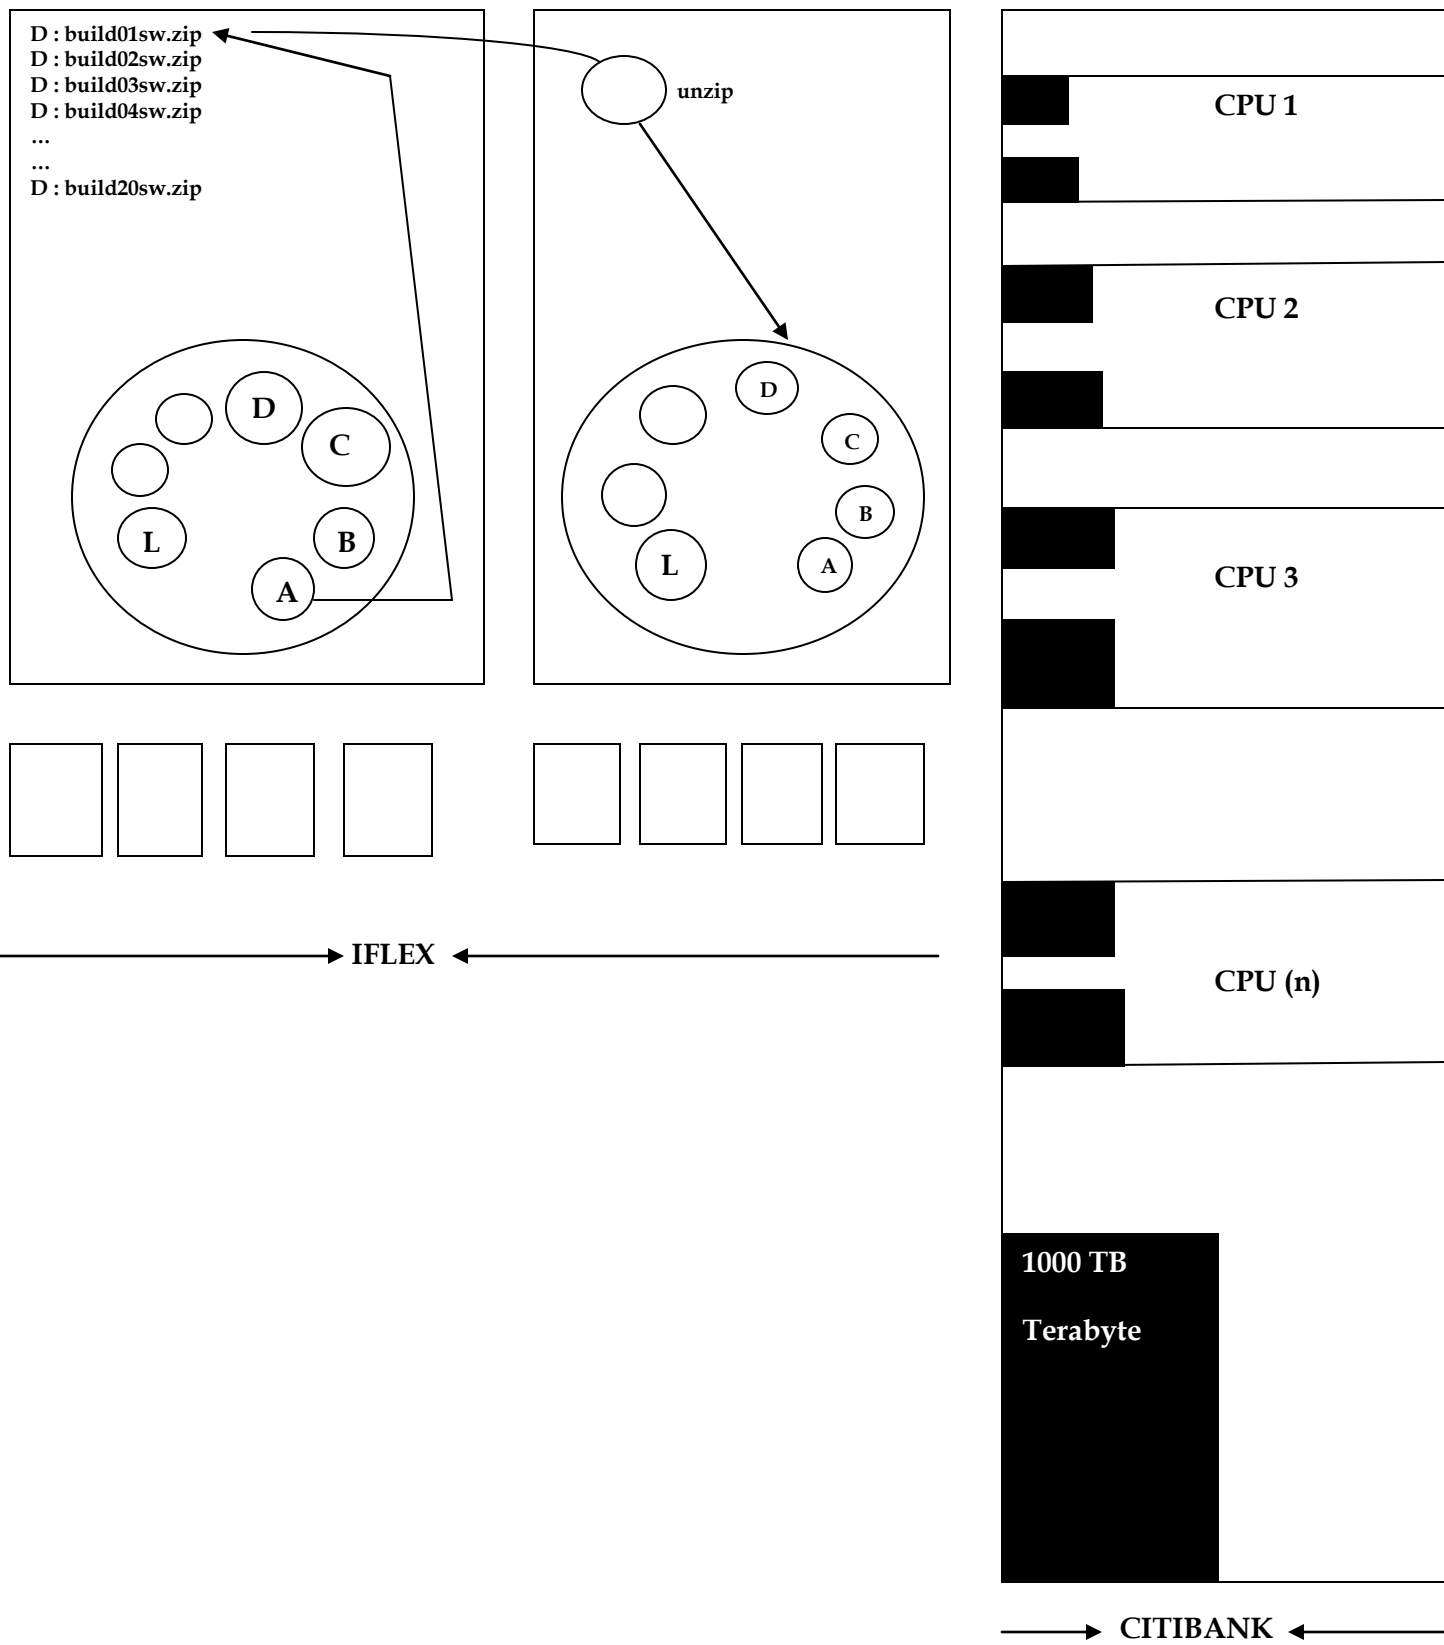 D : build01sw.zip
D : build02sw.zip
D : build03sw.zip
D : build04sw.zip
...
...
D : build20sw.zip
D
C
L
B
A
unzip
D
C
B
L
A
IFLEX
CPU 1
CPU 2
CPU 3
CPU (n)
1000 TB
Terabyte
CITIBANK